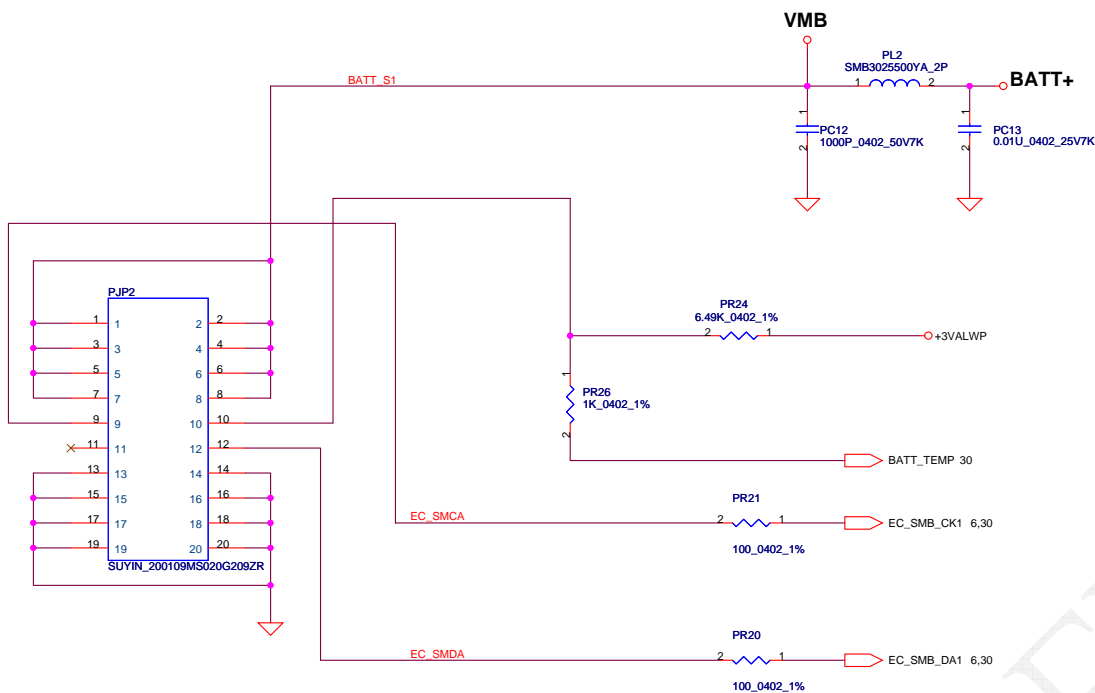 VMB
PL2
SMB3025500YA_2P
BATT_S1
1
2
BATT+
1
PC12
1000P_0402_50V7K
2
1
PC13
0.01U_0402_25V7K
2
PJP2
PR24
6.49K_0402_1%
2
1
+3VALWP
1 1 2 2
3 3 4 4
5 5 6 6
7 7 8 8
9 9 10 10
11 11 12 12
13 13 14 14
15 15 16 16
17 17 18 18
19 19 20 20
SUYIN_200109MS020G209ZR
1
PR26
1K_0402_1%
2
BATT_TEMP 30
PR21
EC_SMCA
2
1
EC_SMB_CK1 6,30
100_0402_1%
PR20
EC_SMDA
2
1
EC_SMB_DA1 6,30
100_0402_1%